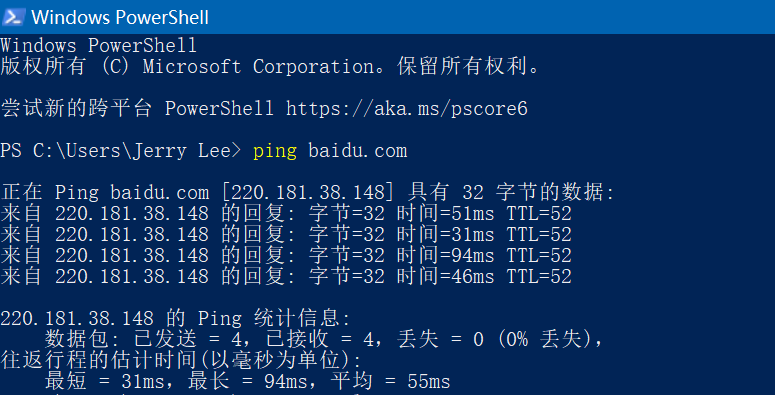 Windows PowerShell
Windows PowerShell
版权所有 (C) Microsoft Corporation。保留所有权利。
尝试新的跨平台 PowerShell https://aka.ms/pscore6
PS C:\Users\Jerry Lee> ping baidu.com
正在 Ping baidu.com [220.181.38.148] 具有 32 字节的数据:
来自 220.181.38.148 的回复: 字节=32 时间=51ms TTL=52
来自 220.181.38.148 的回复: 字节=32 时间=31ms TTL=52
来自 220.181.38.148 的回复: 字节=32 时间=94ms TTL=52
来自 220.181.38.148 的回复: 字节=32 时间=46ms TTL=52
220.181.38.148 的 Ping 统计信息:
数据包: 已发送 = 4，已接收 = 4，丢失 = 0 (0% 丢失)，
往返行程的估计时间(以毫秒为单位):
最短 = 31ms，最长 = 94ms，平均 = 55ms